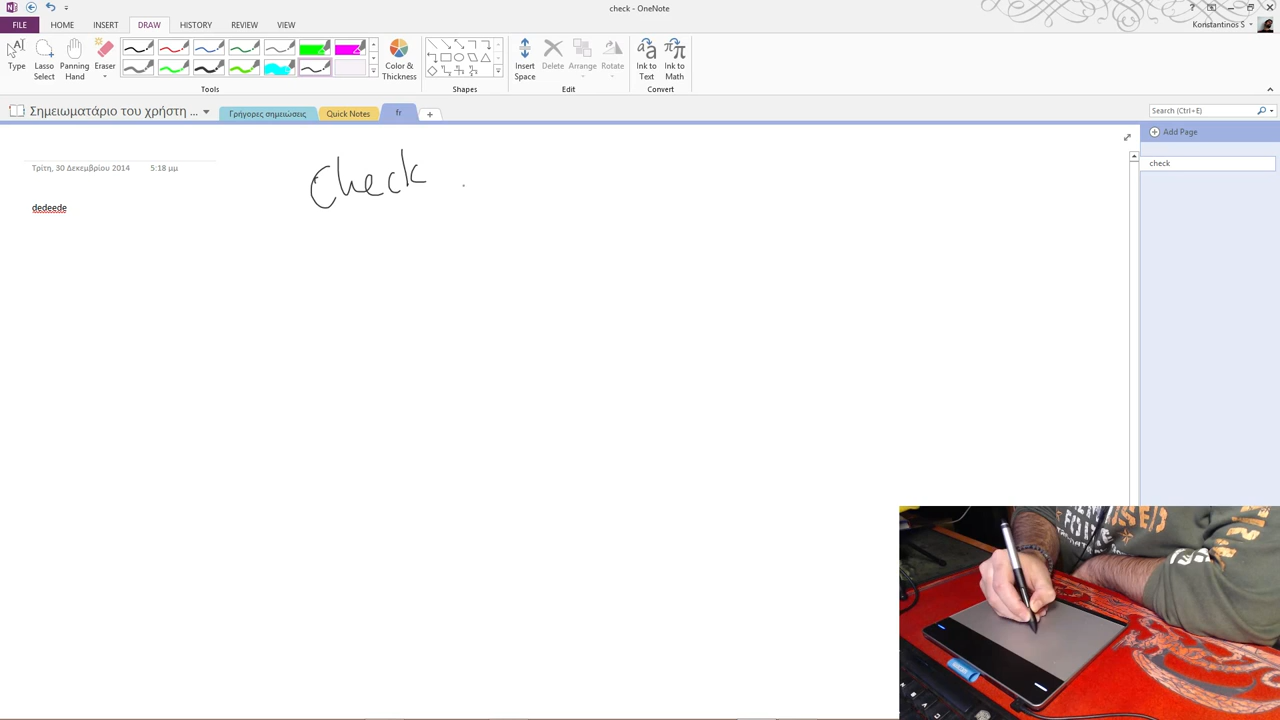 check - OneNote
Konstantinos S
FILE HOME INSERT DRAW HISTORY REVIEW VIEW
Type
Lasso Select
Panning Hand
Eraser
Color & Thickness
Insert Space
Delete
Arrange
Rotate
Ink to Text
Ink to Math
Tools Shapes Edit Convert
Σημειωματάριο του χρήστη ...
Γρήγορες σημειώσεις Quick Notes fr
Search (Ctrl+E)
Add Page
check
Τρίτη, 30 Δεκεμβρίου 2014 5:18 μμ
Check
dedeede